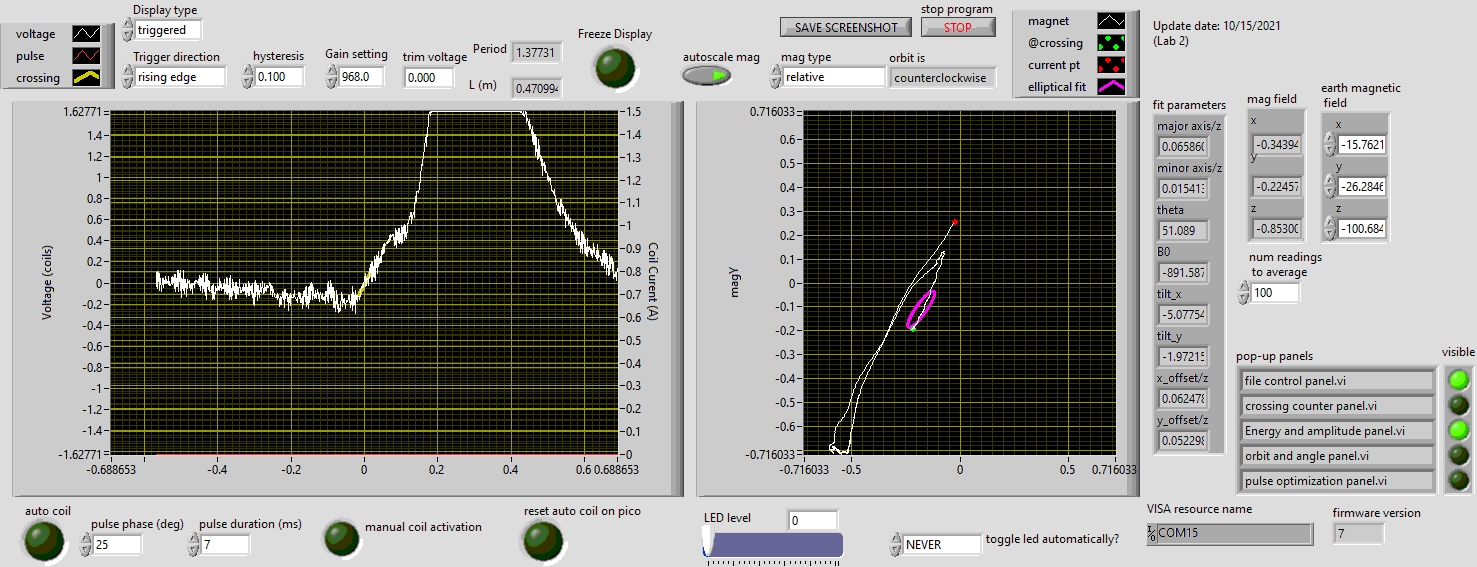 voltage
pulse
crossing
Display type
triggered
Trigger direction
rising edge
hysteresis
0.100
Gain setting
968.0
trim voltage
0.000
Period
1.37731
L (m)
0.470994
Freeze Display
autoscale mag
SAVE SCREENSHOT
stop program
STOP
mag type
relative
orbit is
counterclockwise
magnet
@crossing
current pt
elliptical fit
Update date: 10/15/2021
(Lab 2)
Voltage (coils)
1.62771
1.4
1.2
1
0.8
0.6
0.4
0.2
0
-0.2
-0.4
-0.6
-0.8
-1
-1.2
-1.4
-1.62771
-0.688653
-0.4
-0.2
0
0.2
0.4
0.6
0.688653
1.5
1.4
1.3
1.2
1.1
1
0.9
0.8
0.7
0.6
0.5
0.4
0.3
0.2
0.1
0
Coil Curent (A)
magY
0.716033
0.6
0.5
0.4
0.3
0.2
0.1
0
-0.1
-0.2
-0.3
-0.4
-0.5
-0.6
-0.716033
-0.716033
-0.5
0
0.5
0.716033
fit parameters
major axis/z
0.06586
minor axis/z
0.015413
theta
51.089
B0
-891.587
tilt_x
-5.07754
tilt_y
-1.97215
x_offset/z
0.062478
y_offset/z
0.052298
mag field
x
-0.34394
y
-0.22457
z
-0.85300
earth magnetic
field
x
-15.7621
y
-26.2846
z
-100.684
num readings
to average
100
pop-up panels
visible
file control panel.vi
crossing counter panel.vi
Energy and amplitude panel.vi
orbit and angle panel.vi
pulse optimization panel.vi
auto coil
pulse phase (deg)
25
pulse duration (ms)
7
manual coil activation
reset auto coil on pico
LED level
0
NEVER
toggle led automatically?
VISA resource name
I/O COM15
firmware version
7